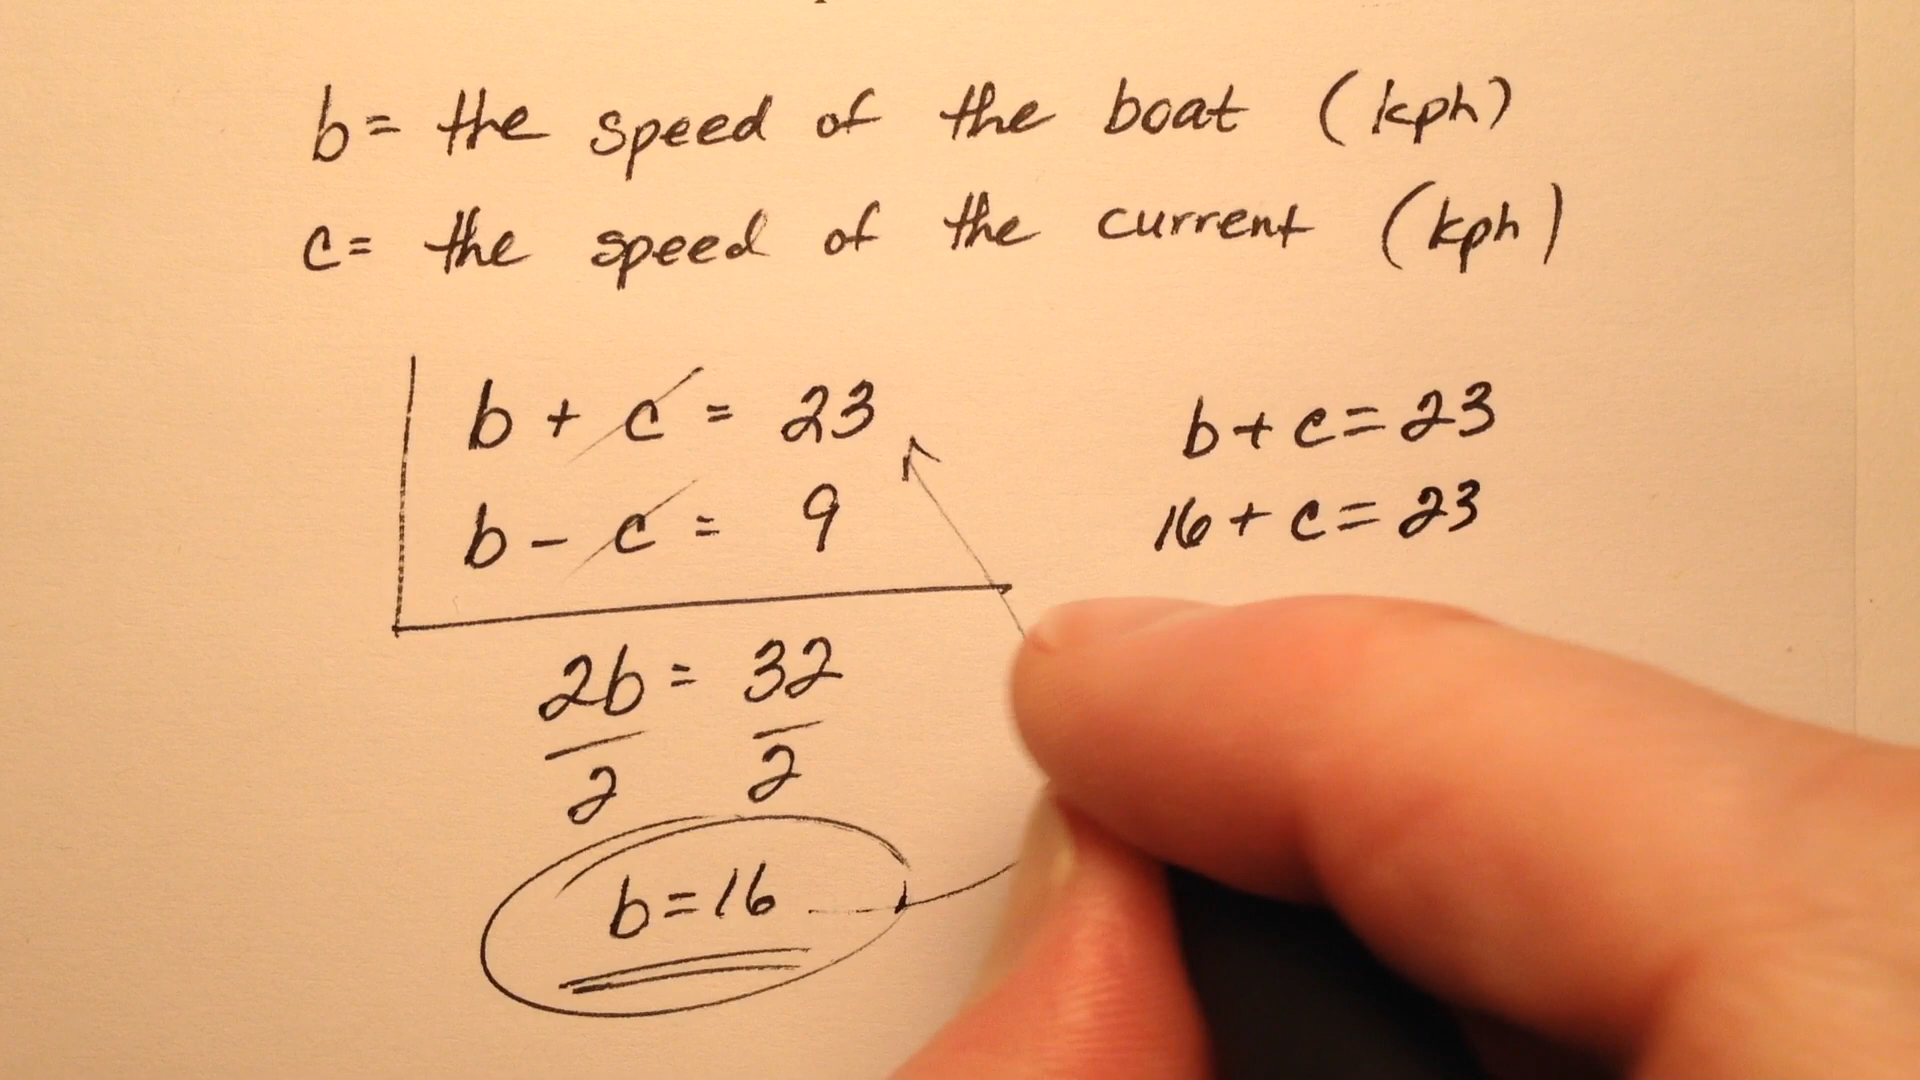 b= the speed of the boat (kph)
c= the speed of the current (kph)
b + c = 23
b - c = 9
2b = 32
2 2
b=16
b+c=23
16+c=23